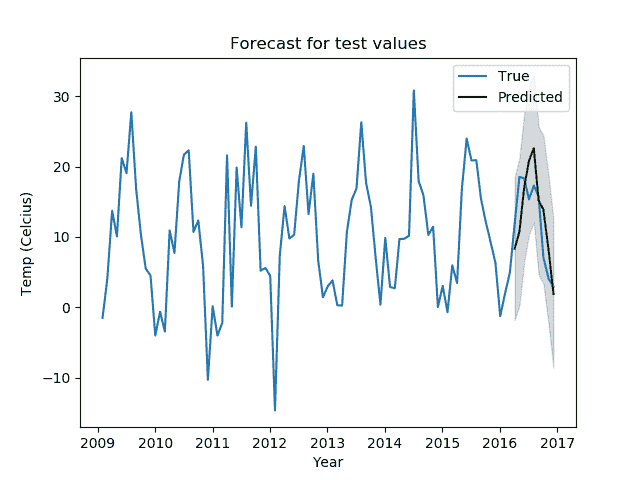 Forecast for test values
True
Predicted
30
20
10
0
−10
Temp (Celcius)
2009 2010 2011 2012 2013 2014 2015 2016 2017
Year